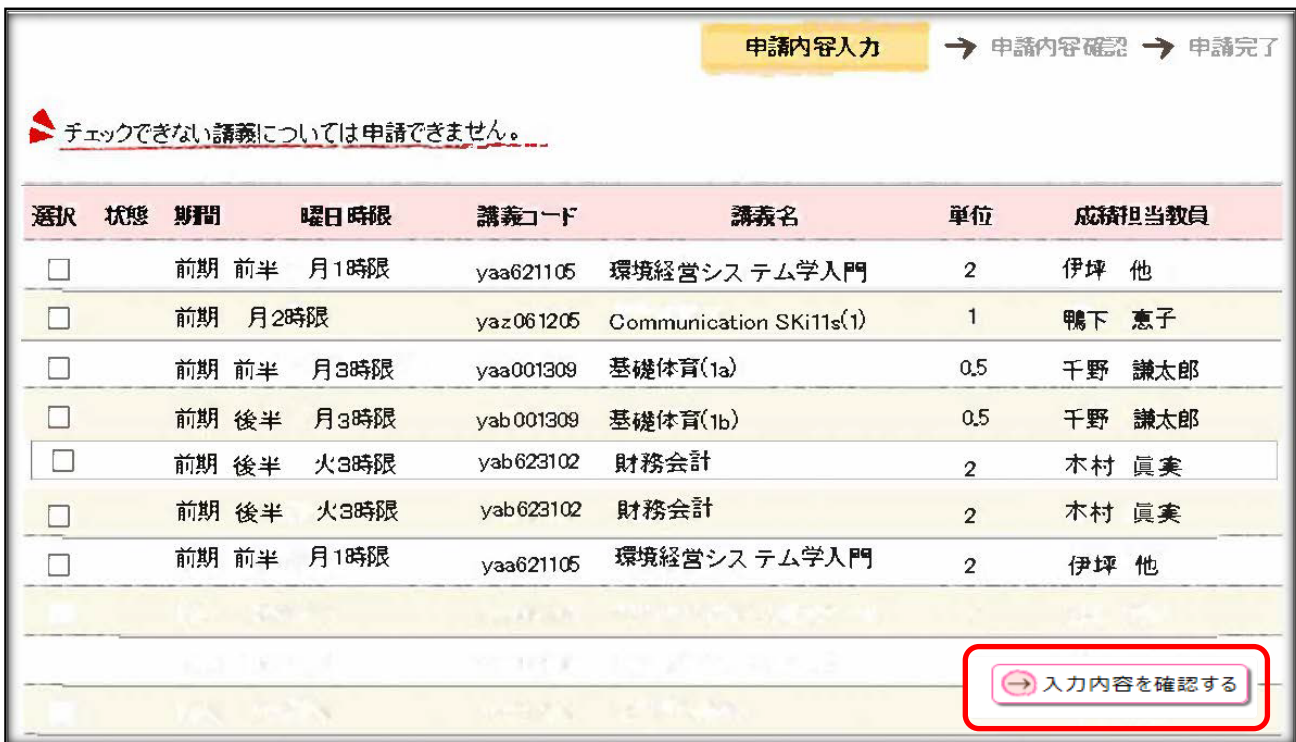 申請内容入力 → 申請内容確認 → 申請完了
チェックできない講義については申請できません。
選択 状態 期間 曜日時限 講義コード 講義名 単位 成績担当教員
前期 前半 月1時限 yaa621105 環境経営システム学入門 2 伊坪 他
前期 月2時限 yaz061205 Communication SKi11s(1) 1 鴨下 恵子
前期 前半 月3時限 yaa001309 基礎体育(1a) 0.5 千野 謙太郎
前期 後半 月3時限 yab001309 基礎体育(1b) 0.5 千野 謙太郎
前期 後半 火3時限 yab623102 財務会計 2 木村 眞実
前期 後半 火3時限 yab623102 財務会計 2 木村 眞実
前期 前半 月1時限 yaa621105 環境経営システム学入門 2 伊坪 他
入力内容を確認する